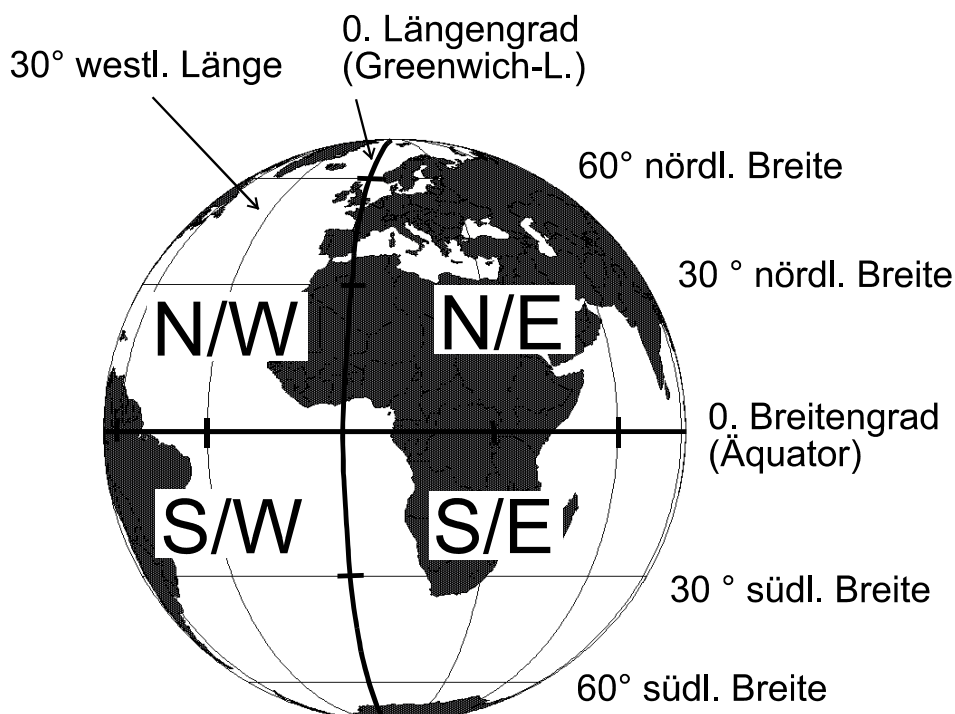 0. Längengrad
(Greenwich-L.)
30° westl. Länge
60° nördl. Breite
30 ° nördl. Breite
N/W
N/E
0. Breitengrad
(Äquator)
S/W
S/E
30 ° südl. Breite
60° südl. Breite